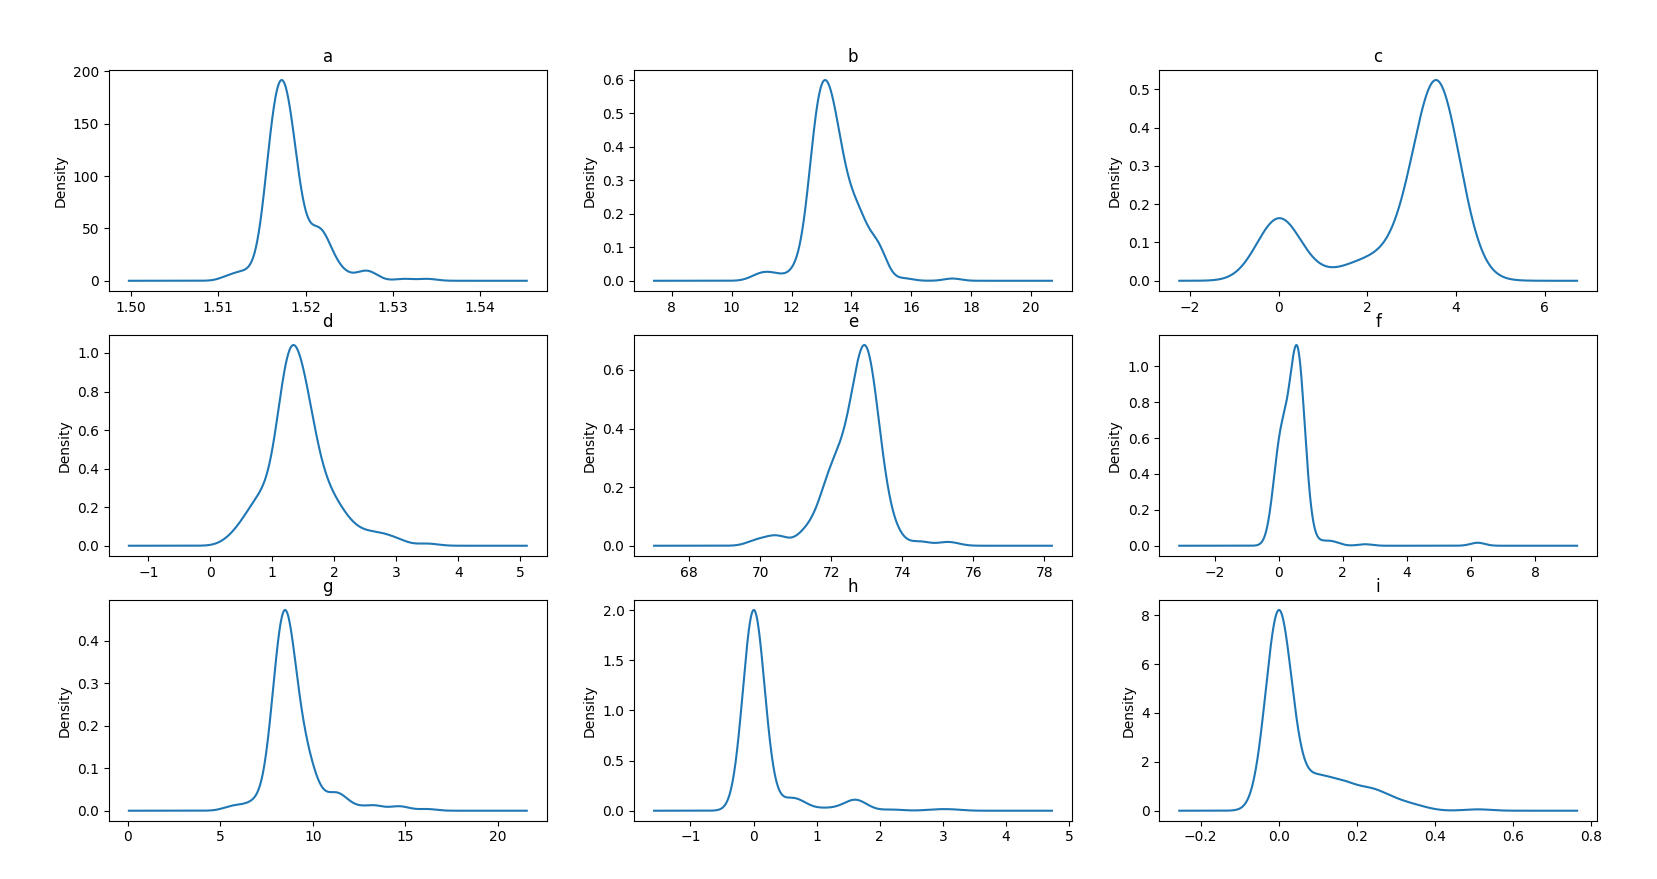 a b c
200
150
100
50
0
Density
1.50 1.51 1.52 1.53 1.54
0.6
0.5
0.4
0.3
0.2
0.1
0.0
Density
8 10 12 14 16 18 20
0.5
0.4
0.3
0.2
0.1
0.0
Density
−2 0 2 4 6
d e f
1.0
0.8
0.6
0.4
0.2
0.0
Density
−1 0 1 2 3 4 5
0.6
0.4
0.2
0.0
Density
68 70 72 74 76 78
1.0
0.8
0.6
0.4
0.2
0.0
Density
−2 0 2 4 6 8
g h i
0.4
0.3
0.2
0.1
0.0
Density
0 5 10 15 20
2.0
1.5
1.0
0.5
0.0
Density
−1 0 1 2 3 4 5
8
6
4
2
0
Density
−0.2 0.0 0.2 0.4 0.6 0.8